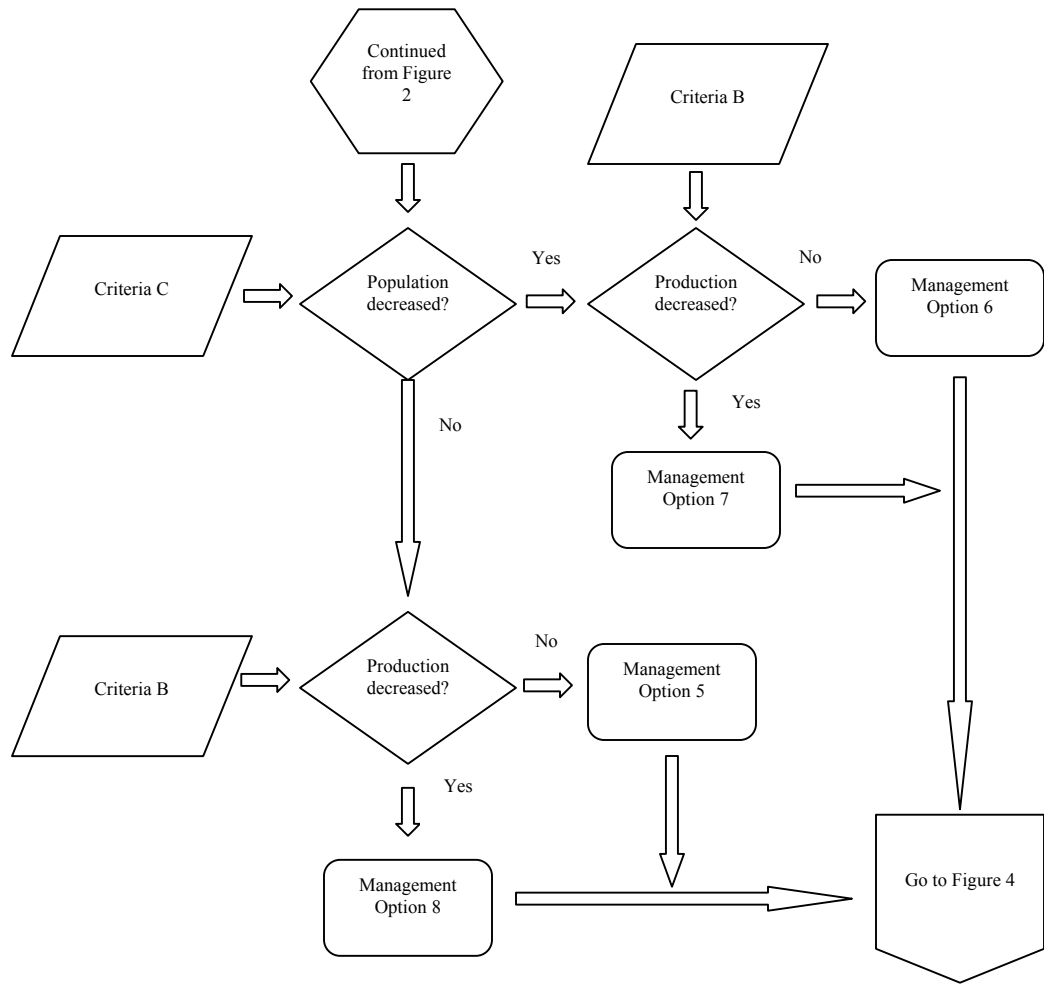 Continued
from Figure
2
Criteria B
Criteria C
Population
decreased?
Yes
Production
decreased?
No
Management
Option 6
No
Yes
Management
Option 7
Criteria B
Production
decreased?
No
Management
Option 5
Yes
Management
Option 8
Go to Figure 4